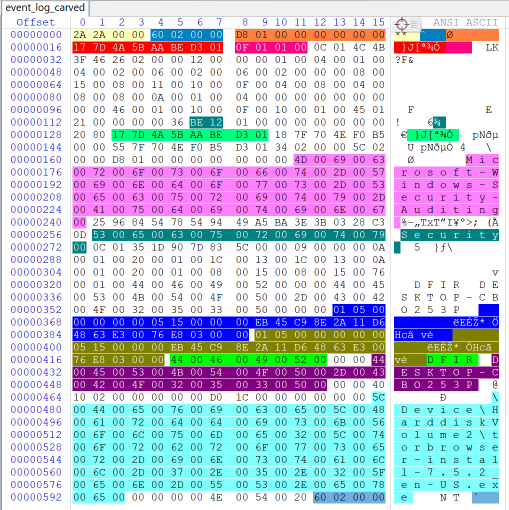 event_log_carved
Offset 0 1 2 3 4 5 6 7 8 9 10 11 12 13 14 15 ANSI ASCII
00000000 2A 2A 00 00 60 02 00 00 D8 01 00 00 00 00 00 00 ** ` Ø
00000016 17 7D 4A 5B AA BE D3 01 0F 01 01 00 0C 01 4C 4B }J[ª¾Ó LK
00000032 3F 46 26 02 00 00 12 00 00 00 01 00 04 00 01 00 ?F&
00000048 04 00 02 00 06 00 02 00 06 00 02 00 00 00 08 00
00000064 15 00 08 00 11 00 10 00 0F 00 04 00 08 00 04 00
00000080 08 00 08 00 0A 00 01 00 04 00 00 00 00 00 00 00
00000096 00 00 46 00 01 00 10 00 0F 00 10 00 01 00 45 01 F E
00000112 21 00 00 00 00 36 BE 12 01 00 00 00 00 00 00 00 ! 6¾
00000128 20 80 17 7D 4A 5B AA BE D3 01 18 7F 70 4E F0 B5 € }J[ª¾Ó pNðµ
00000144 00 00 55 7F 70 4E F0 B5 D3 01 34 02 00 00 5C 02 U pNðµÓ 4 \
00000160 00 00 D8 01 00 00 00 00 00 00 00 4D 00 69 00 63 Ø M i c
00000176 00 72 00 6F 00 73 00 6F 00 66 00 74 00 2D 00 57 r o s o f t - W
00000192 00 69 00 6E 00 64 00 6F 00 77 00 73 00 2D 00 53 i n d o w s - S
00000208 00 65 00 63 00 75 00 72 00 69 00 74 00 79 00 2D e c u r i t y -
00000224 00 41 00 75 00 64 00 69 00 74 00 69 00 6E 00 67 A u d i t i n g
00000240 00 25 96 84 54 78 54 94 49 A5 BA 3E 3B 03 28 C3 %–„TxT”I¥º>; (Ã
00000256 0D 53 00 65 00 63 00 75 00 72 00 69 00 74 00 79 S e c u r i t y
00000272 00 0C 01 35 1D 90 7D 83 5C 00 00 09 00 00 00 0A 5 }ƒ\
00000288 00 01 00 20 00 01 00 0C 00 13 00 1C 00 13 00 0A
00000304 00 01 00 20 00 01 00 08 00 15 00 08 00 15 00 76 v
00000320 00 01 00 44 00 46 00 49 00 52 00 20 00 44 00 45 D F I R D E
00000336 00 53 00 4B 00 54 00 4F 00 50 00 2D 00 43 00 42 S K T O P - C B
00000352 00 4F 00 32 00 35 00 33 00 50 00 00 00 01 05 00 O 2 5 3 P
00000368 00 00 00 00 05 15 00 00 00 EB 45 C9 8E 2A 11 D6 ëEÉŽ* Ö
00000384 48 63 E3 00 76 E8 03 00 00 01 05 00 00 00 00 00 Hcã vè
00000400 05 15 00 00 00 EB 45 C9 8E 2A 11 D6 48 63 E3 00 ëEÉŽ* ÖHcã
00000416 76 E8 03 00 00 44 00 46 00 49 00 52 00 00 00 44 vè D F I R D
00000432 00 45 00 53 00 4B 00 54 00 4F 00 50 00 2D 00 43 E S K T O P - C
00000448 00 42 00 4F 00 32 00 35 00 33 00 50 00 00 00 40 B O 2 5 3 P @
00000464 10 02 00 00 00 00 00 D0 1C 00 00 00 00 00 00 5C Ð \
00000480 00 44 00 65 00 76 00 69 00 63 00 65 00 5C 00 48 D e v i c e \ H
00000496 00 61 00 72 00 64 00 64 00 69 00 73 00 6B 00 56 a r d d i s k V
00000512 00 6F 00 6C 00 75 00 6D 00 65 00 32 00 5C 00 74 o l u m e 2 \ t
00000528 00 6F 00 72 00 62 00 72 00 6F 00 77 00 73 00 65 o r b r o w s e
00000544 00 72 00 2D 00 69 00 6E 00 73 00 74 00 61 00 6C r - i n s t a l
00000560 00 6C 00 2D 00 37 00 2E 00 35 00 2E 00 32 00 5F l - 7 . 5 . 2 _
00000576 00 65 00 6E 00 2D 00 55 00 53 00 2E 00 65 00 78 e n - U S . e x
00000592 00 65 00 00 00 00 00 4E 00 54 00 20 60 02 00 00 e N T `